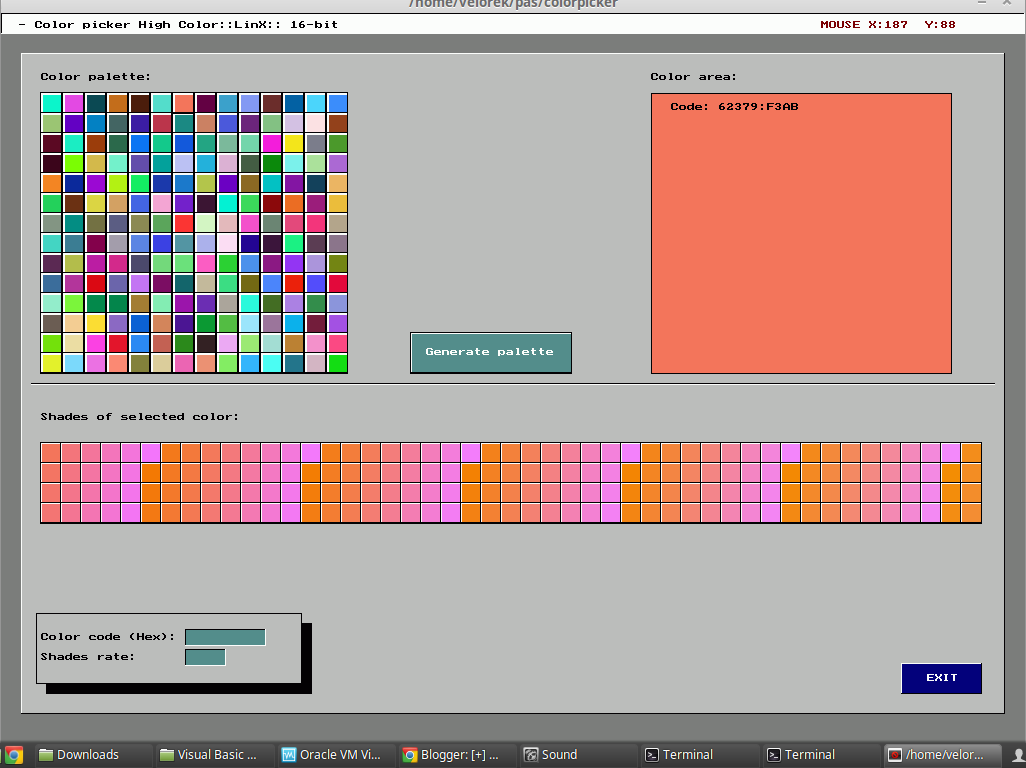 /home/velorek/pas/colorpicker
- Color picker High Color::LinX:: 16-bit MOUSE X:187 Y:88
Color palette: Color area:
Code: 62379:F3AB
Generate palette
Shades of selected color:
Color code (Hex):
Shades rate:
EXIT
Downloads Visual Basic ... Oracle VM Vi... Blogger: [+] ... Sound Terminal Terminal /home/velor...